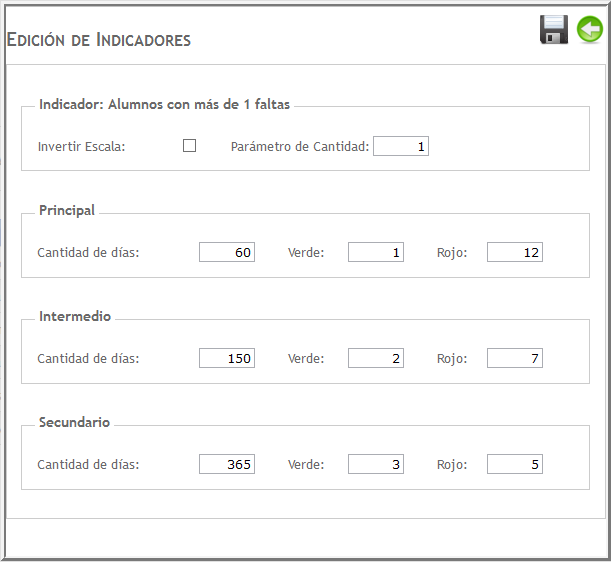 Edición de Indicadores
Indicador: Alumnos con más de 1 faltas
Invertir Escala: Parámetro de Cantidad: 1
Principal
Cantidad de días: 60 Verde: 1 Rojo: 12
Intermedio
Cantidad de días: 150 Verde: 2 Rojo: 7
Secundario
Cantidad de días: 365 Verde: 3 Rojo: 5